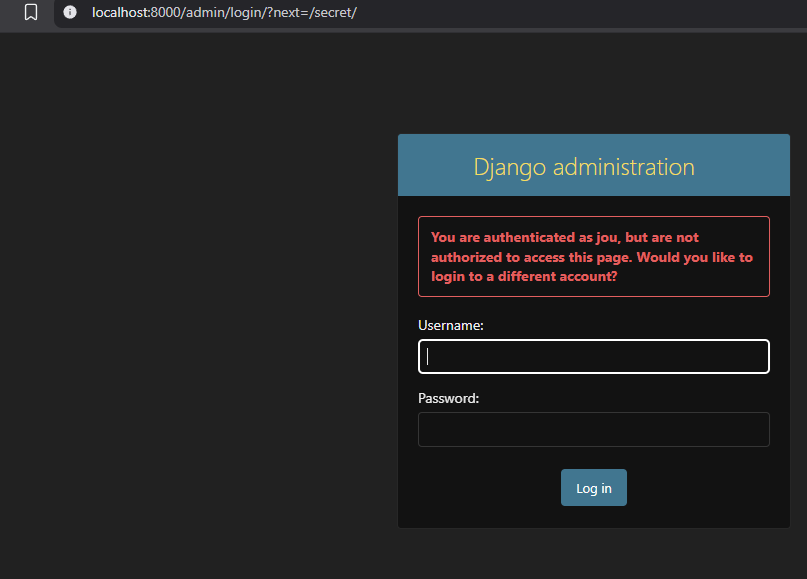 localhost:8000/admin/login/?next=/secret/
Django administration
You are authenticated as jou, but are not
authorized to access this page. Would you like to
login to a different account?
Username:
Password:
Log in